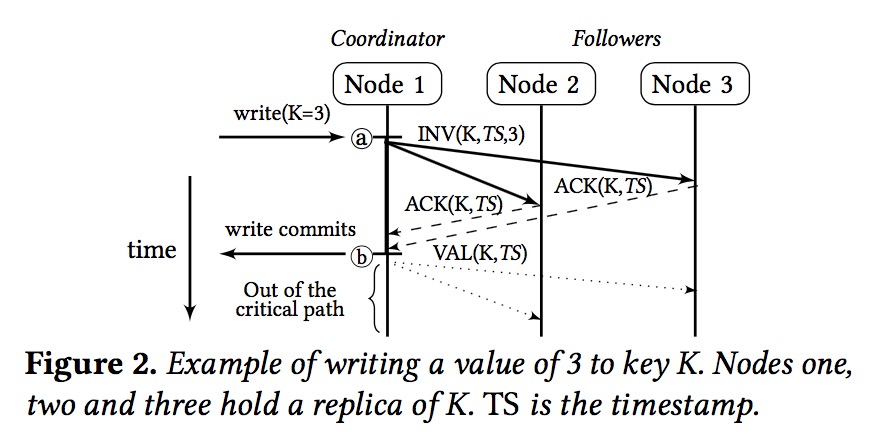 Coordinator Followers
Node 1 Node 2 Node 3
write(K=3)
a
INV(K,TS,3)
ACK(K,TS)
ACK(K,TS)
write commits
b
VAL(K,TS)
time
Out of the
critical path
Figure 2. Example of writing a value of 3 to key K. Nodes one,
two and three hold a replica of K. TS is the timestamp.